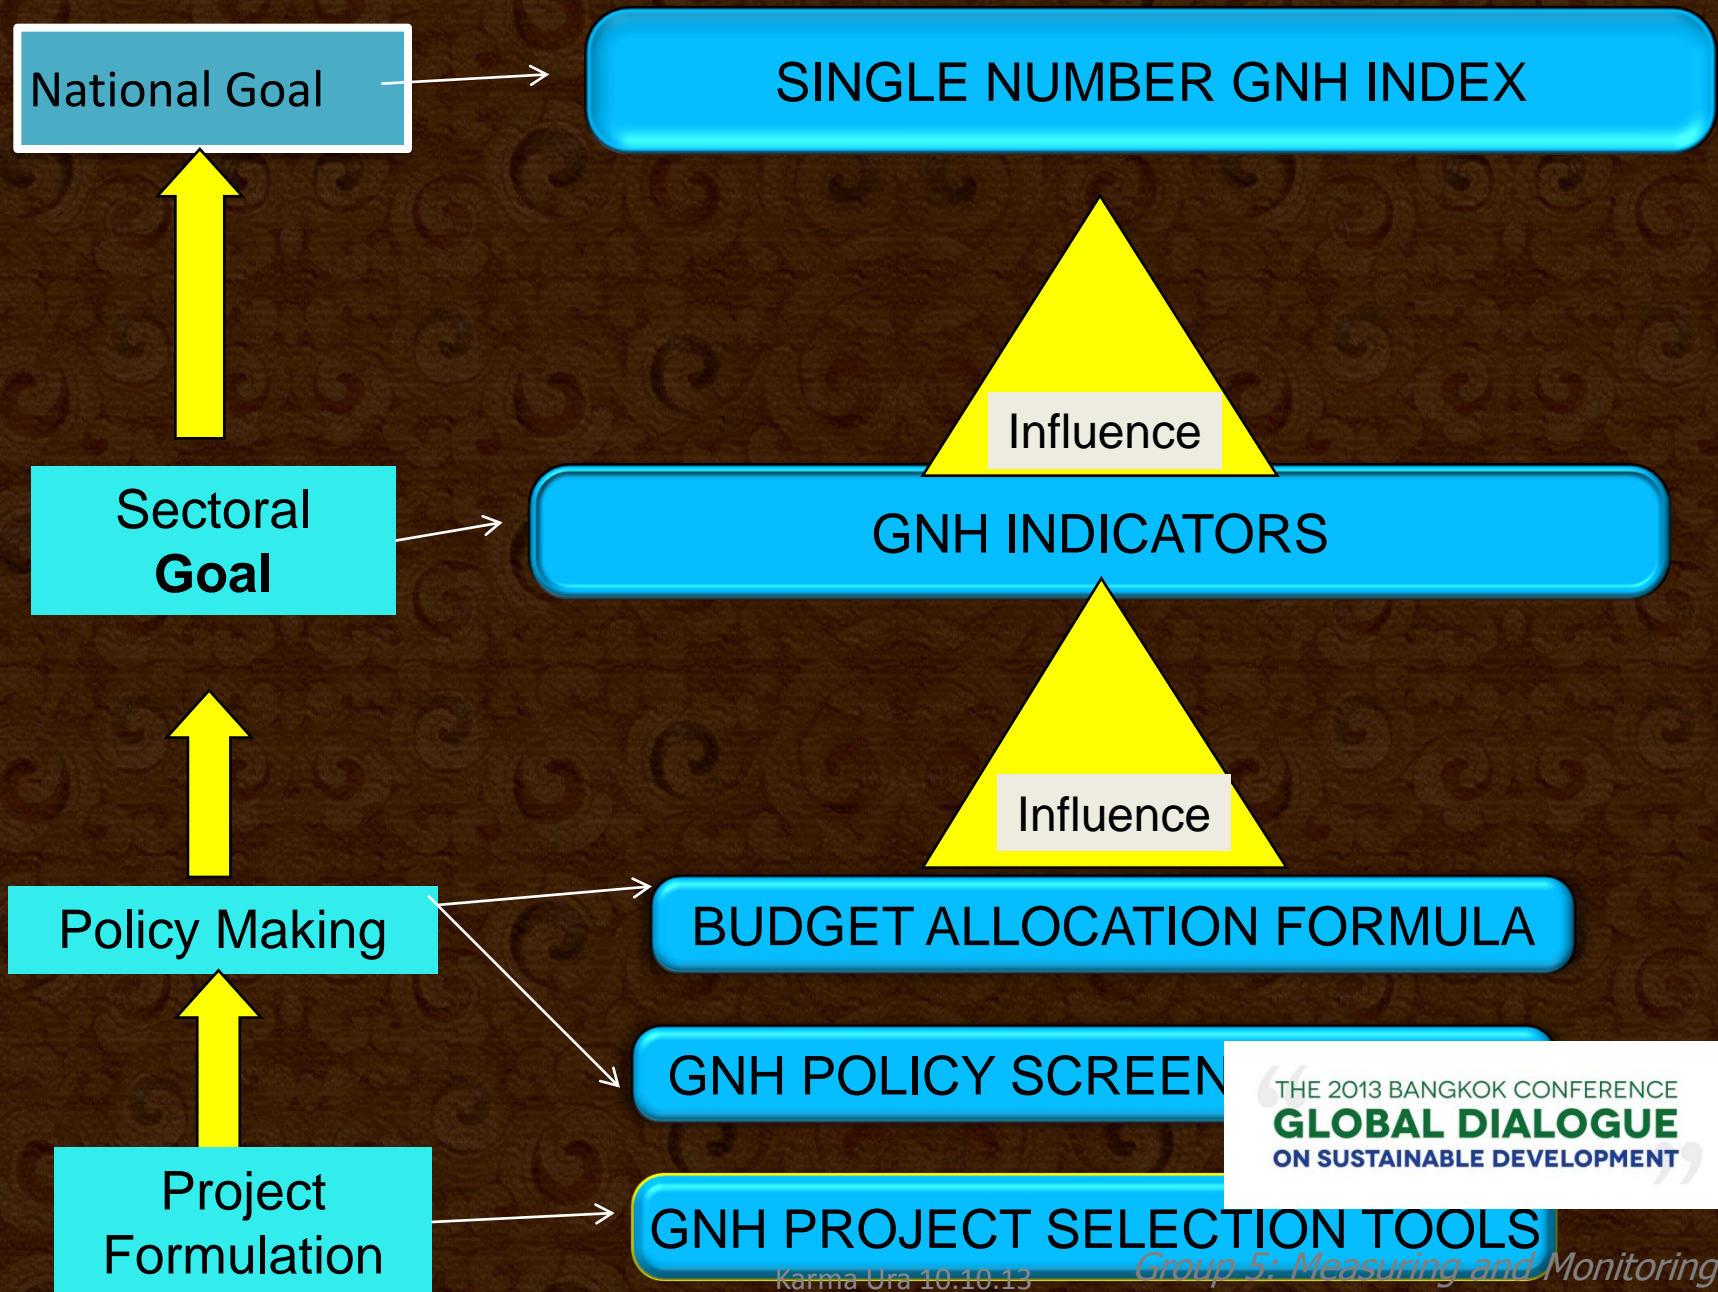 National Goal
SINGLE NUMBER GNH INDEX
Influence
Sectoral
Goal
GNH INDICATORS
Influence
Policy Making
BUDGET ALLOCATION FORMULA
GNH POLICY SCREEN
THE 2013 BANGKOK CONFERENCE
GLOBAL DIALOGUE
ON SUSTAINABLE DEVELOPMENT
Project
Formulation
GNH PROJECT SELECTION TOOLS
Karma Ura 10.10.13
Group 5: Measuring and Monitoring